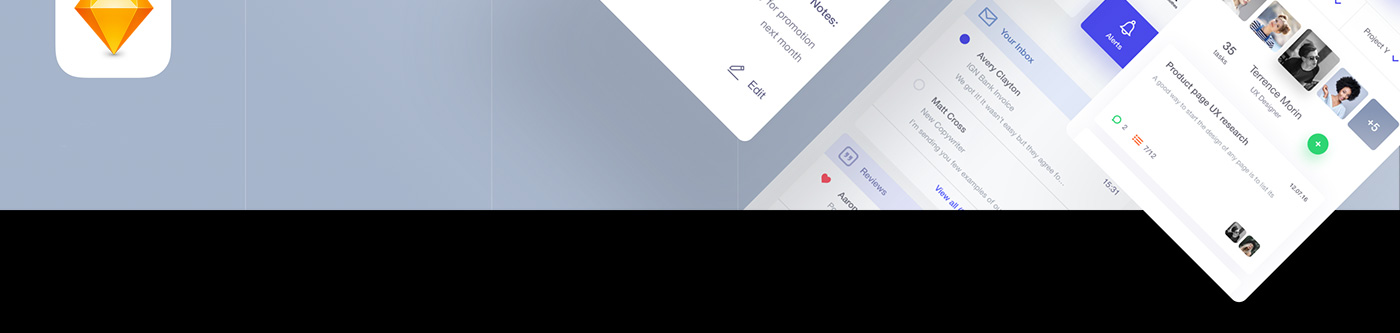 Notes:
for promotion
next month
Edit
Your Inbox
Avery Clayton
IGN Bank Invoice
We got it! It wasn't easy but they agree fo...
Matt Cross
New Copywriter
I'm sending you few examples of
15:31
View all
Reviews
Aaron
Alerts
35
tasks
Terrence Morin
UX Designer
+5
Project Y
Product page UX research
A good way to start the design of any page is to list its
2
7/12
12.07.16